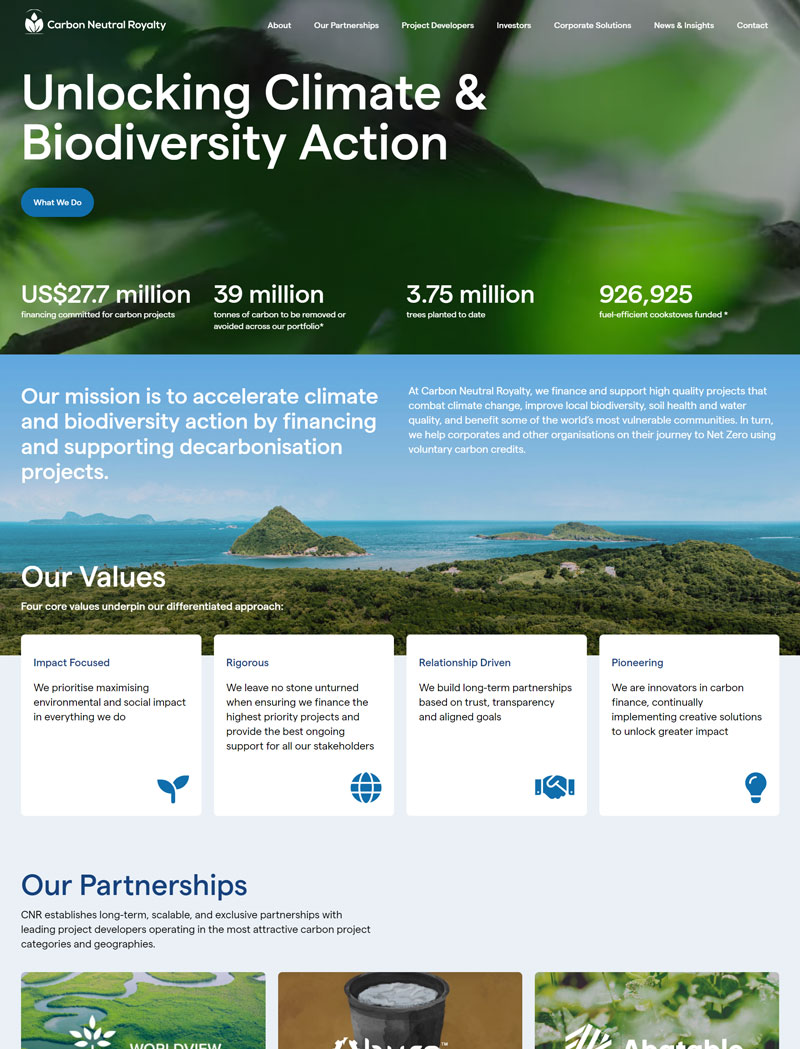 Carbon Neutral Royalty
About
Our Partnerships
Project Developers
Investors
Corporate Solutions
News & Insights
Contact
Unlocking Climate &
Biodiversity Action
What We Do
US$27.7 million
financing committed for carbon projects
39 million
tonnes of carbon to be removed or
avoided across our portfolio*
3.75 million
trees planted to date
926,925
fuel-efficient cookstoves funded *
Our mission is to accelerate climate
and biodiversity action by financing
and supporting decarbonisation
projects.
At Carbon Neutral Royalty, we finance and support high quality projects that
combat climate change, improve local biodiversity, soil health and water
quality, and benefit some of the world's most vulnerable communities. In turn,
we help corporates and other organisations on their journey to Net Zero using
voluntary carbon credits.
Our Values
Four core values underpin our differentiated approach:
Impact Focused
We prioritise maximising
environmental and social impact
in everything we do
Rigorous
We leave no stone unturned
when ensuring we finance the
highest priority projects and
provide the best ongoing
support for all our stakeholders
Relationship Driven
We build long-term partnerships
based on trust, transparency
and aligned goals
Pioneering
We are innovators in carbon
finance, continually
implementing creative solutions
to unlock greater impact
Our Partnerships
CNR establishes long-term, scalable, and exclusive partnerships with
leading project developers operating in the most attractive carbon project
categories and geographies.
WORLDVIEW
Abatable